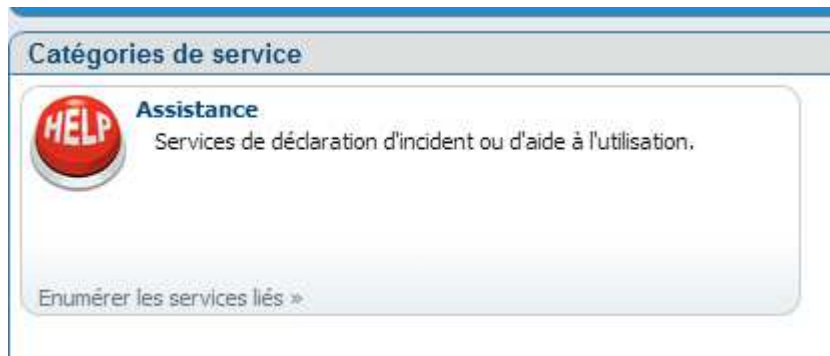 Catégories de service
HELP
Assistance
Services de déclaration d'incident ou d'aide à l'utilisation.
Enumérer les services liés »